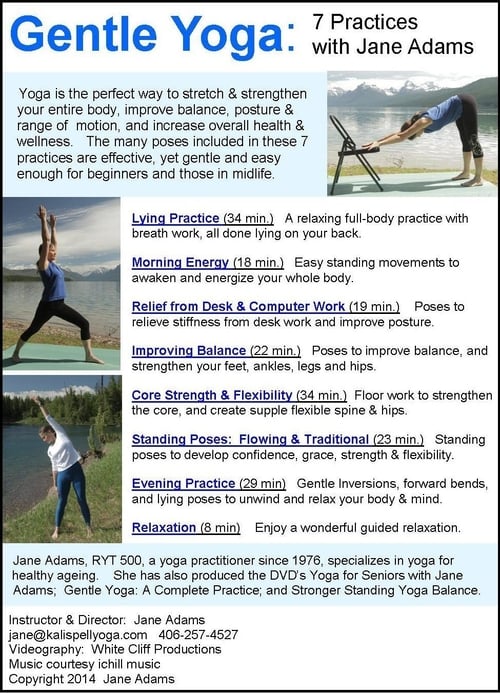 Gentle Yoga: 7 Practices
with Jane Adams
Yoga is the perfect way to stretch & strengthen
your entire body, improve balance, posture &
range of motion, and increase overall health &
wellness. The many poses included in these 7
practices are effective, yet gentle and easy
enough for beginners and those in midlife.
Lying Practice (34 min.) A relaxing full-body practice with
breath work, all done lying on your back.
Morning Energy (18 min.) Easy standing movements to
awaken and energize your whole body.
Relief from Desk & Computer Work (19 min.) Poses to
relieve stiffness from desk work and improve posture.
Improving Balance (22 min.) Poses to improve balance, and
strengthen your feet, ankles, legs and hips.
Core Strength & Flexibility (34 min.) Floor work to strengthen
the core, and create supple flexible spine & hips.
Standing Poses: Flowing & Traditional (23 min.) Standing
poses to develop confidence, grace, strength & flexibility.
Evening Practice (29 min) Gentle Inversions, forward bends,
and lying poses to unwind and relax your body & mind.
Relaxation (8 min) Enjoy a wonderful guided relaxation.
Jane Adams, RYT 500, a yoga practitioner since 1976, specializes in yoga for
healthy ageing. She has also produced the DVD's Yoga for Seniors with Jane
Adams; Gentle Yoga: A Complete Practice; and Stronger Standing Yoga Balance.
Instructor & Director: Jane Adams
jane@kalispellyoga.com 406-257-4527
Videography: White Cliff Productions
Music courtesy ichill music
Copyright 2014 Jane Adams